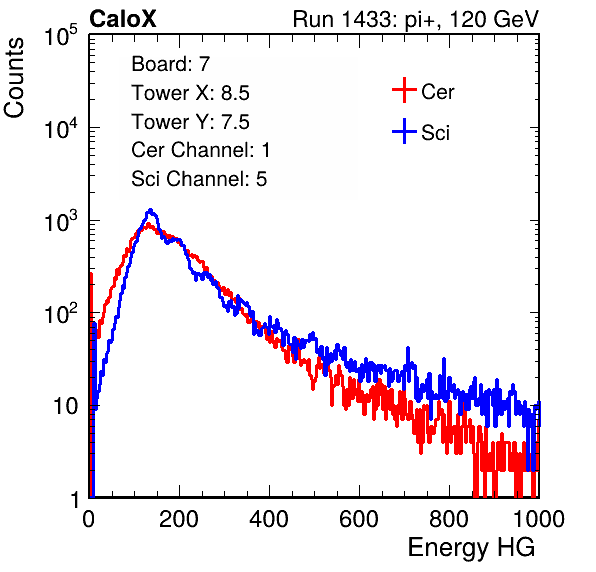 CaloX
Run 1433: pi+, 120 GeV
Counts
Board: 7
Tower X: 8.5
Tower Y: 7.5
Cer Channel: 1
Sci Channel: 5
Cer
Sci
10^5
10^4
10^3
10^2
10
1
0 200 400 600 800 1000
Energy HG